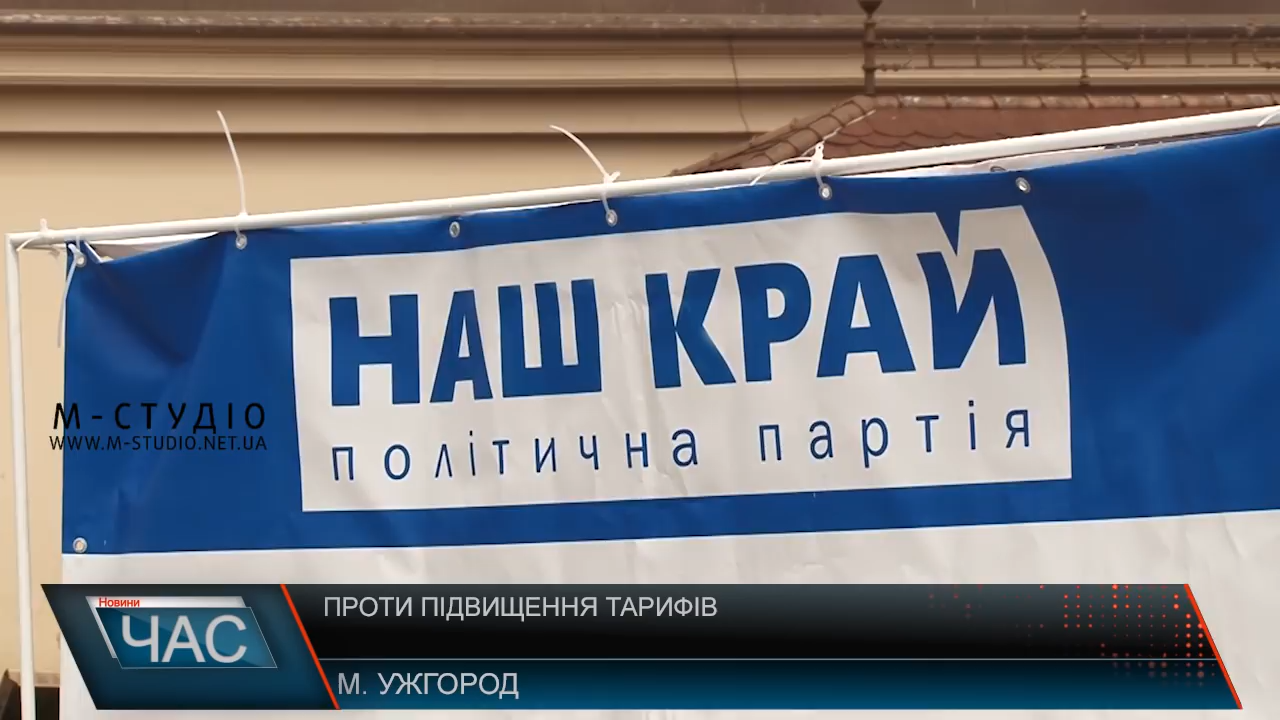 НАШ КРАЙ
політична партія
М-СТУДІО
WWW.M-STUDIO.NET.UA
Новини
ЧАС
ПРОТИ ПІДВИЩЕННЯ ТАРИФІВ
М. УЖГОРОД